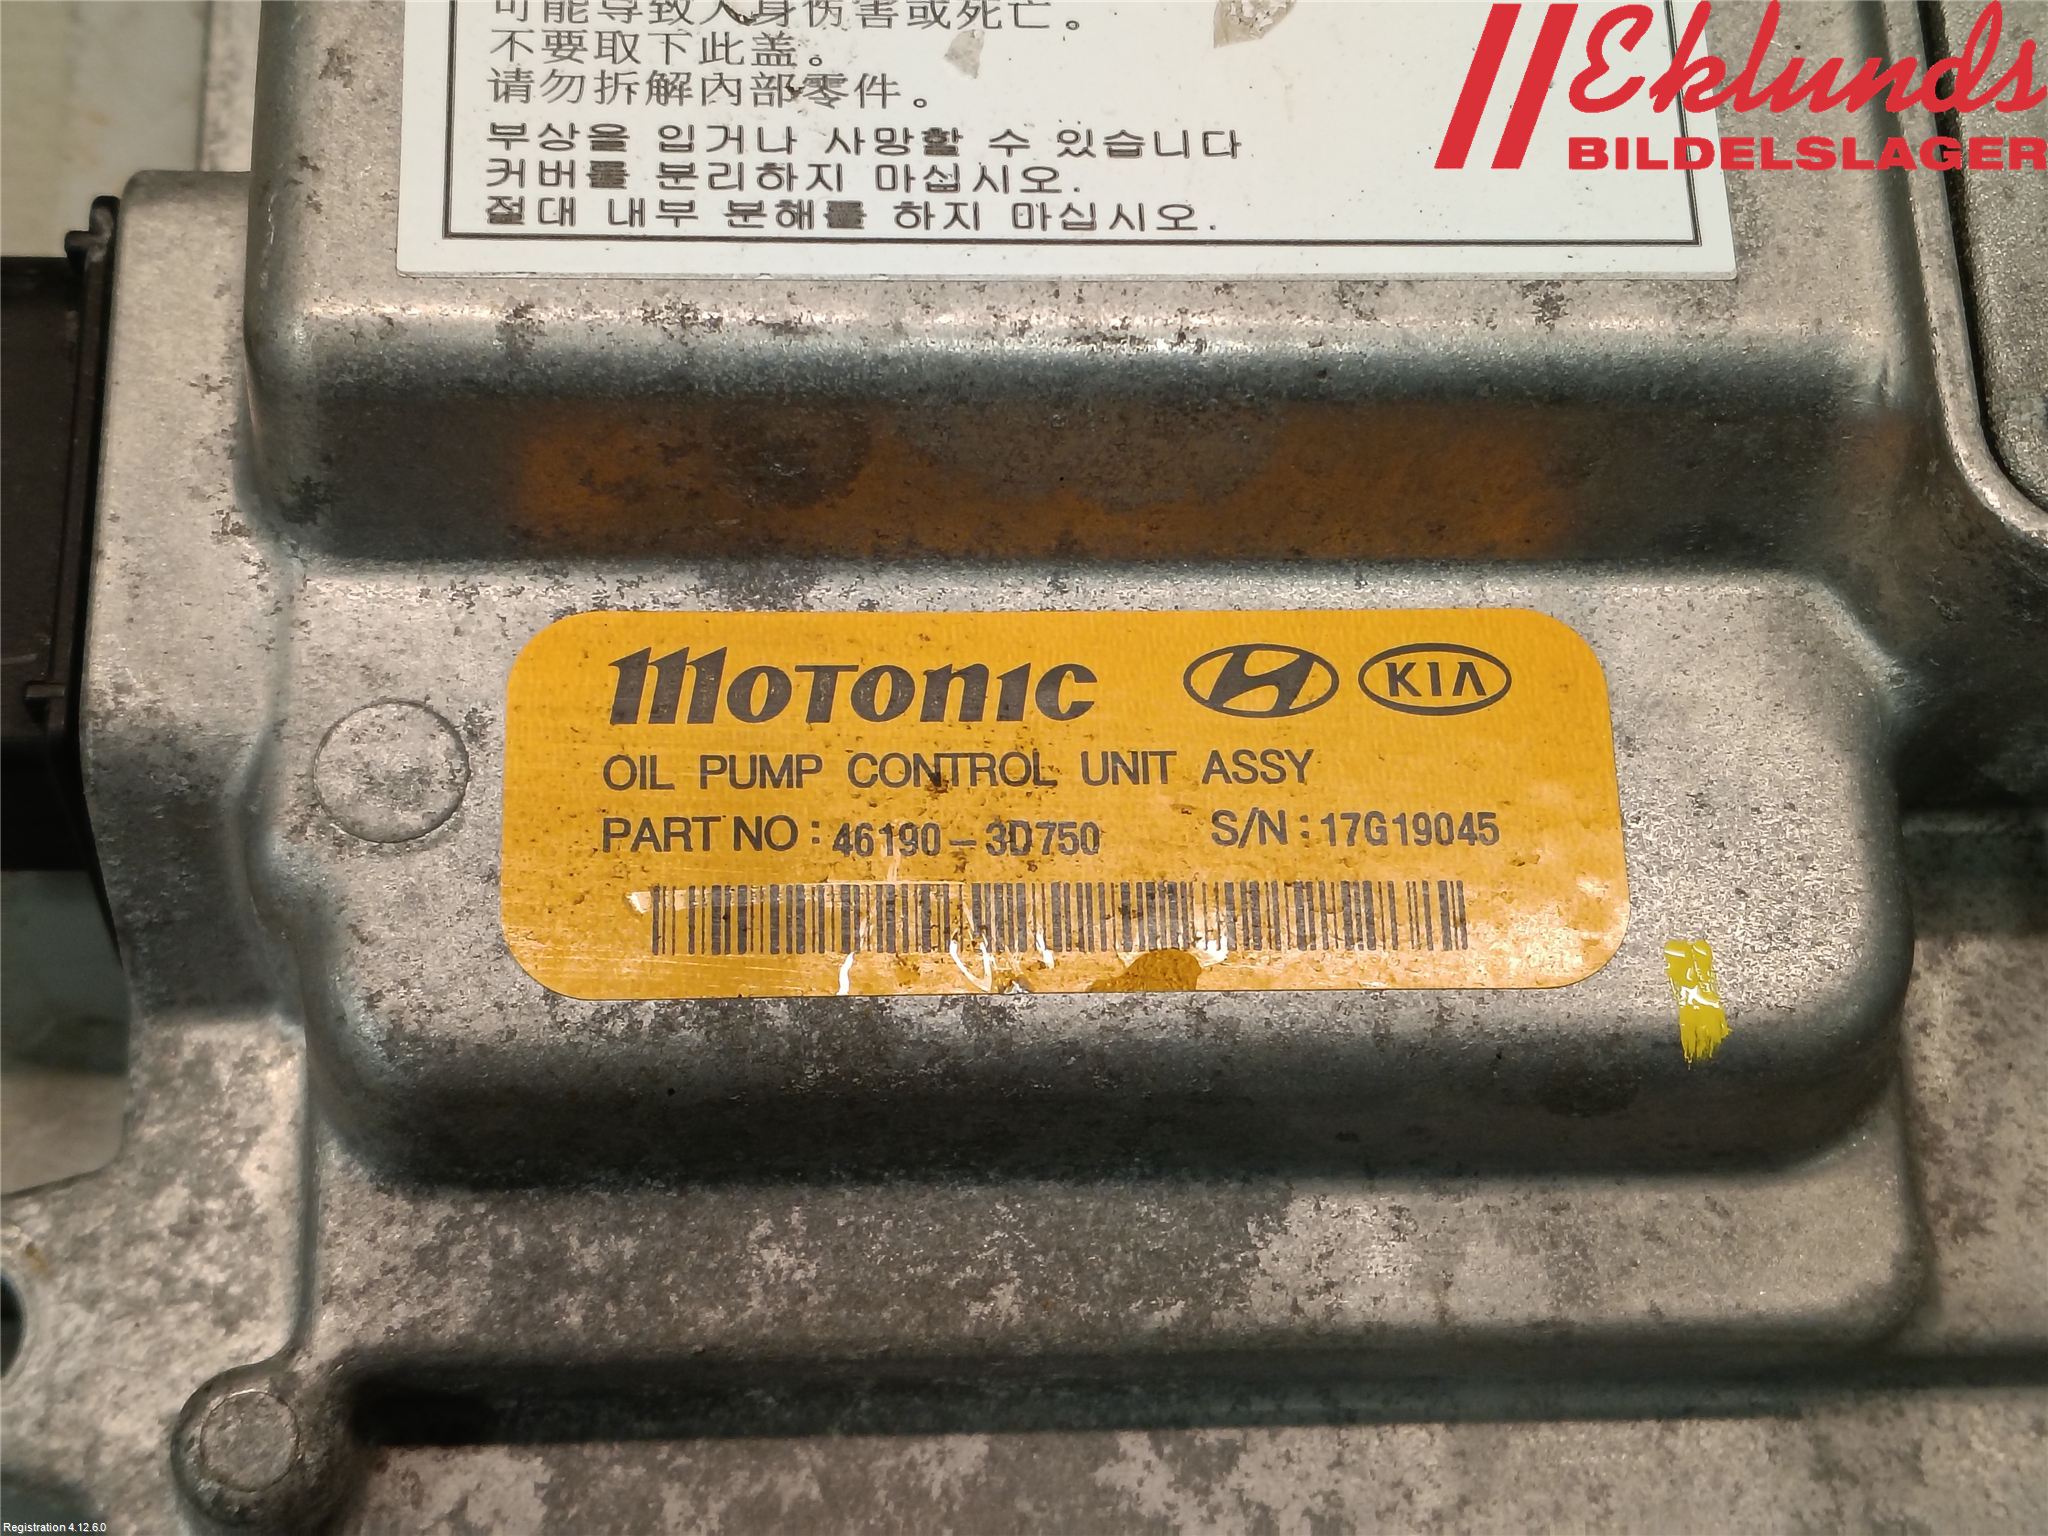 可能导致人身伤害或死亡。
不要取下此盖。
请勿拆解内部零件。
부상을 입거나 사망할 수 있습니다
커버를 분리하지 마십시오.
절대 내부 분해를 하지 마십시오.
Eklunds
BILDELSLAGER
MOTONIC KIA
OIL PUMP CONTROL UNIT ASSY
PART NO : 46190-3D750 S/N : 17G19045
Registration 4.12.6.0